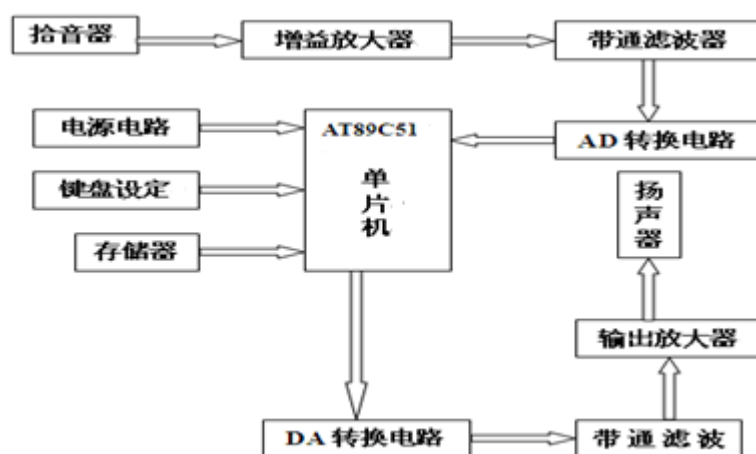 拾音器
增益放大器
带通滤波器
电源电路
AT89C51
单
片
机
AD 转换电路
键盘设定
扬
声
器
存储器
输出放大器
DA 转换电路
带 通 滤 波